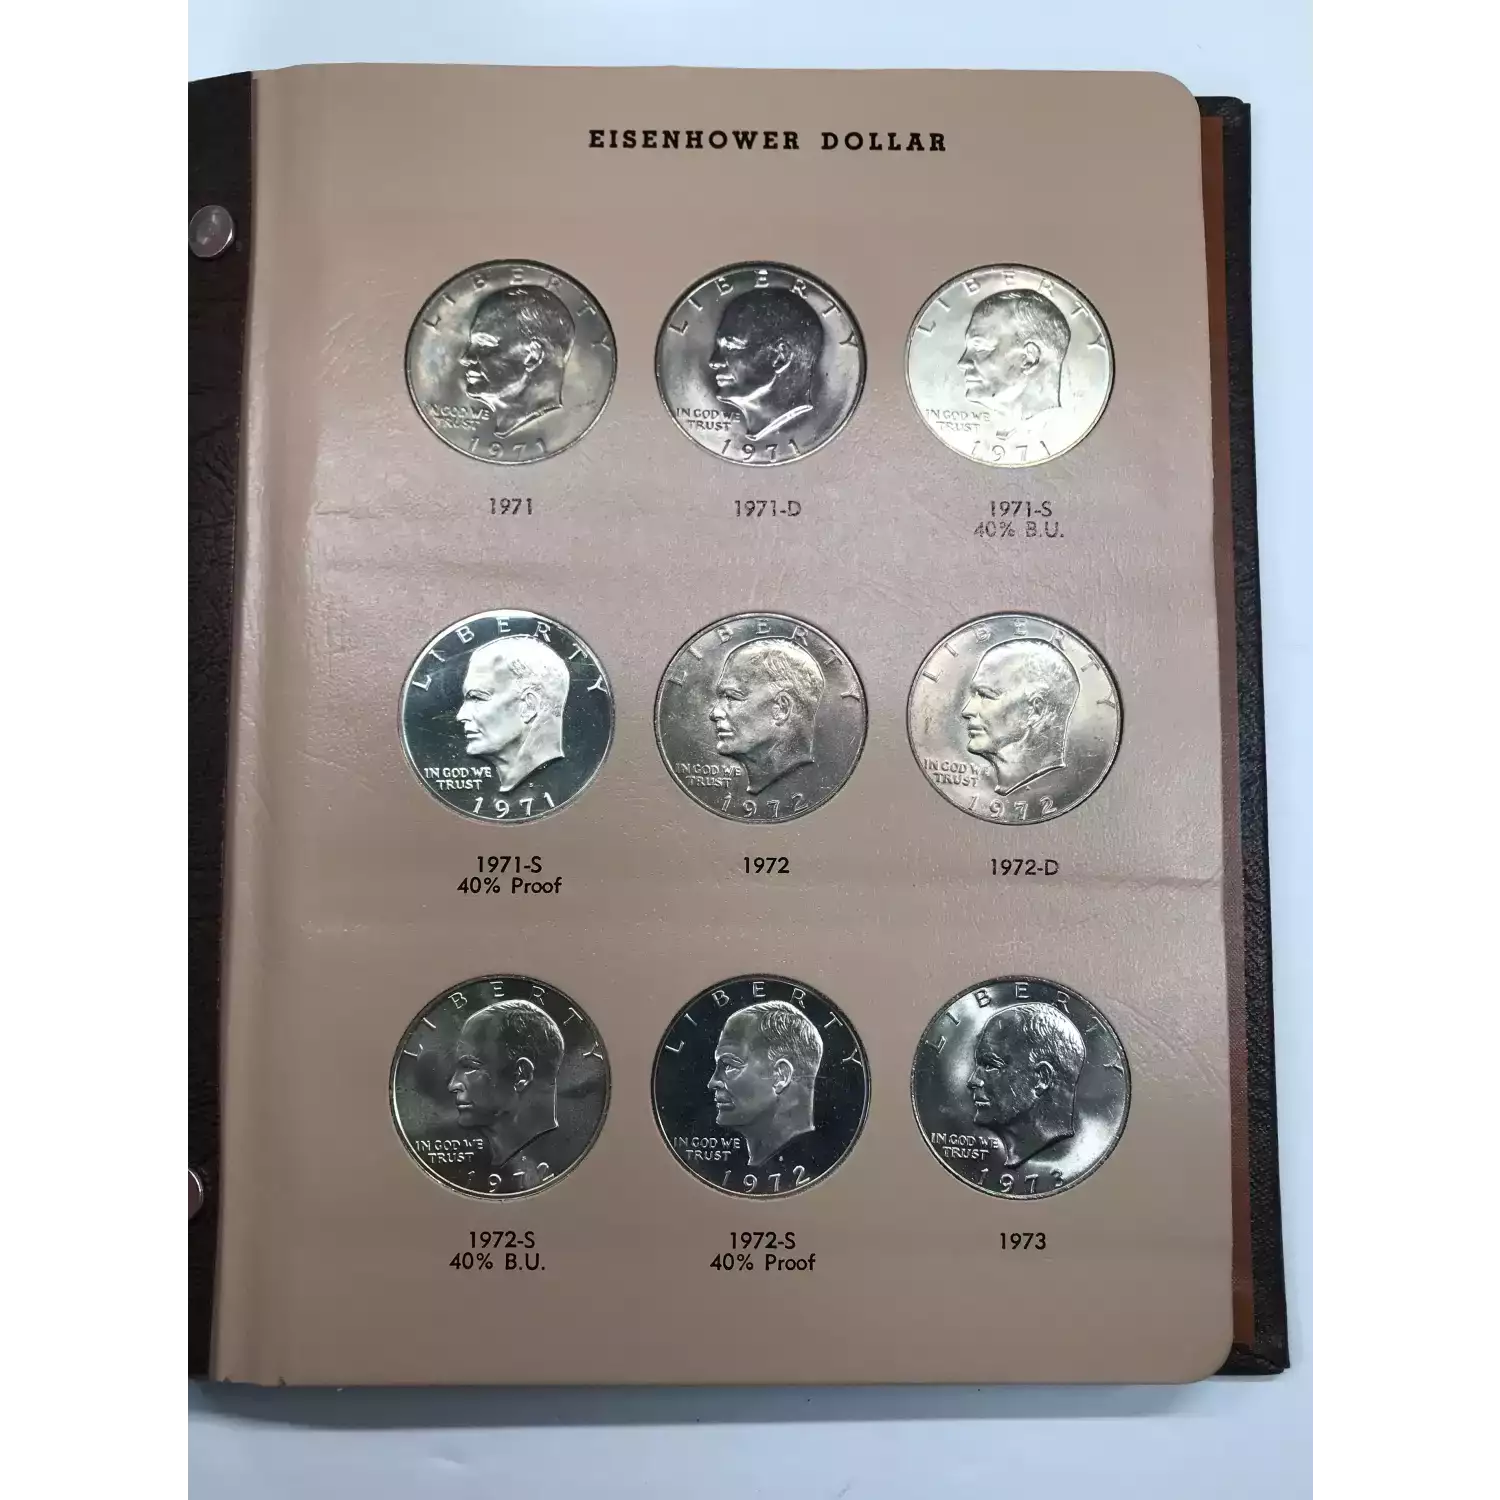 EISENHOWER DOLLAR
LIBERTY LIBERTY LIBERTY
IN GOD WE IN GOD WE IN GOD WE
TRUST TRUST TRUST
1971 1971 1971
1971 1971-D 1971-S
40% B.U.
LIBERTY LIBERTY LIBERTY
IN GOD WE IN GOD WE IN GOD WE
TRUST TRUST TRUST
S
1971 1972 1972
1971-S 1972 1972-D
40% Proof
LIBERTY LIBERTY LIBERTY
IN GOD WE IN GOD WE IN GOD WE
TRUST TRUST TRUST
S S
1972 1972 1973
1972-S 1972-S 1973
40% B.U. 40% Proof